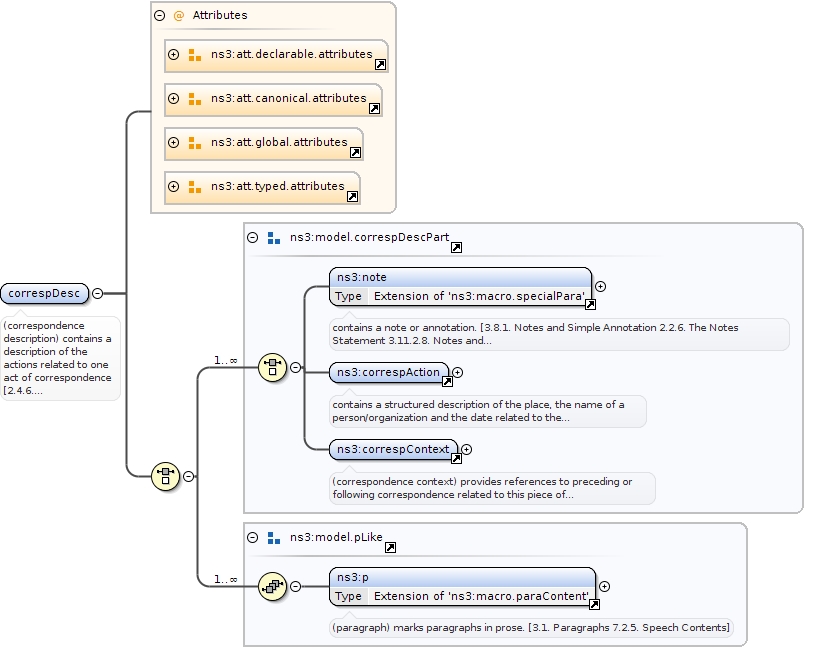 Attributes
ns3:att.declarable.attributes
ns3:att.canonical.attributes
ns3:att.global.attributes
ns3:att.typed.attributes
correspDesc
(correspondence
description) contains a
description of the
actions related to one
act of correspondence
[2.4.6....
ns3:model.correspDescPart
1..∞
ns3:note
Type Extension of 'ns3:macro.specialPara'
contains a note or annotation. [3.8.1. Notes and Simple Annotation 2.2.6. The Notes
Statement 3.11.2.8. Notes and...
ns3:correspAction
contains a structured description of the place, the name of a
person/organization and the date related to the...
ns3:correspContext
(correspondence context) provides references to preceding or
following correspondence related to this piece of...
ns3:model.pLike
1..∞
ns3:p
Type Extension of 'ns3:macro.paraContent'
(paragraph) marks paragraphs in prose. [3.1. Paragraphs 7.2.5. Speech Contents]